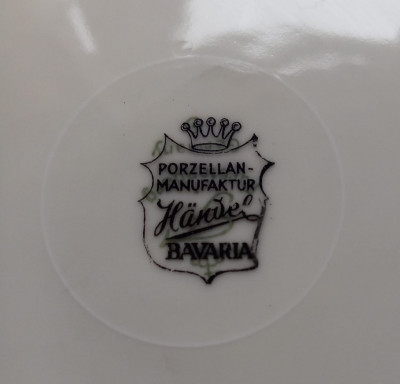 PORZELLAN-
MANUFAKTUR
Händel
BAVARIA